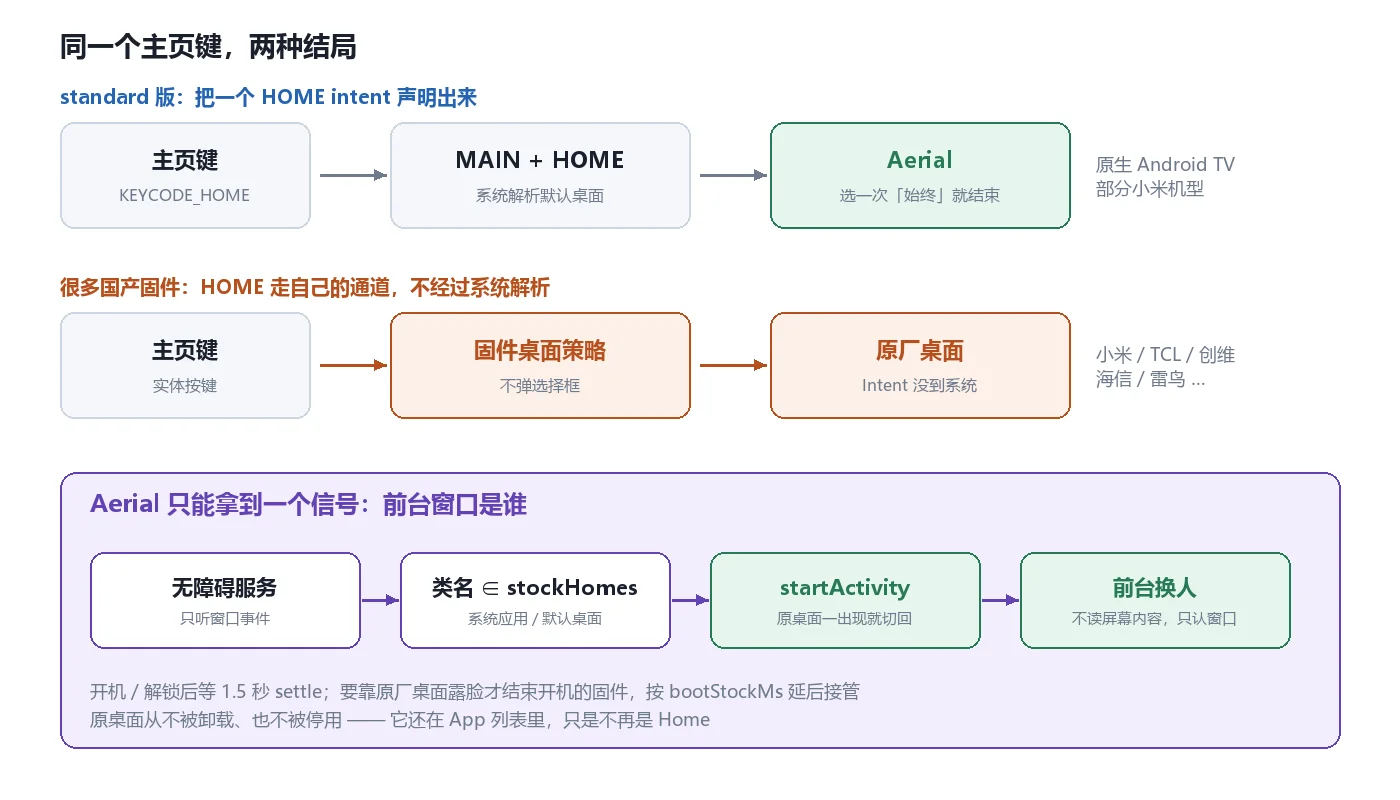 同一个主页键，两种结局
standard 版：把一个 HOME intent 声明出来
主页键
KEYCODE_HOME
MAIN + HOME
系统解析默认桌面
Aerial
选一次「始终」就结束
原生 Android TV
部分小米机型
很多国产固件：HOME 走自己的通道，不经过系统解析
主页键
实体按键
固件桌面策略
不弹选择框
原厂桌面
Intent 没到系统
小米 / TCL / 创维
海信 / 雷鸟 ...
Aerial 只能拿到一个信号：前台窗口是谁
无障碍服务
只听窗口事件
类名 ∈ stockHomes
系统应用 / 默认桌面
startActivity
原桌面一出现就切回
前台换人
不读屏幕内容，只认窗口
开机 / 解锁后等 1.5 秒 settle；要靠原厂桌面露脸才结束开机的固件，按 bootStockMs 延后接管
原桌面从不被卸载、也不被停用 —— 它还在 App 列表里，只是不再是 Home